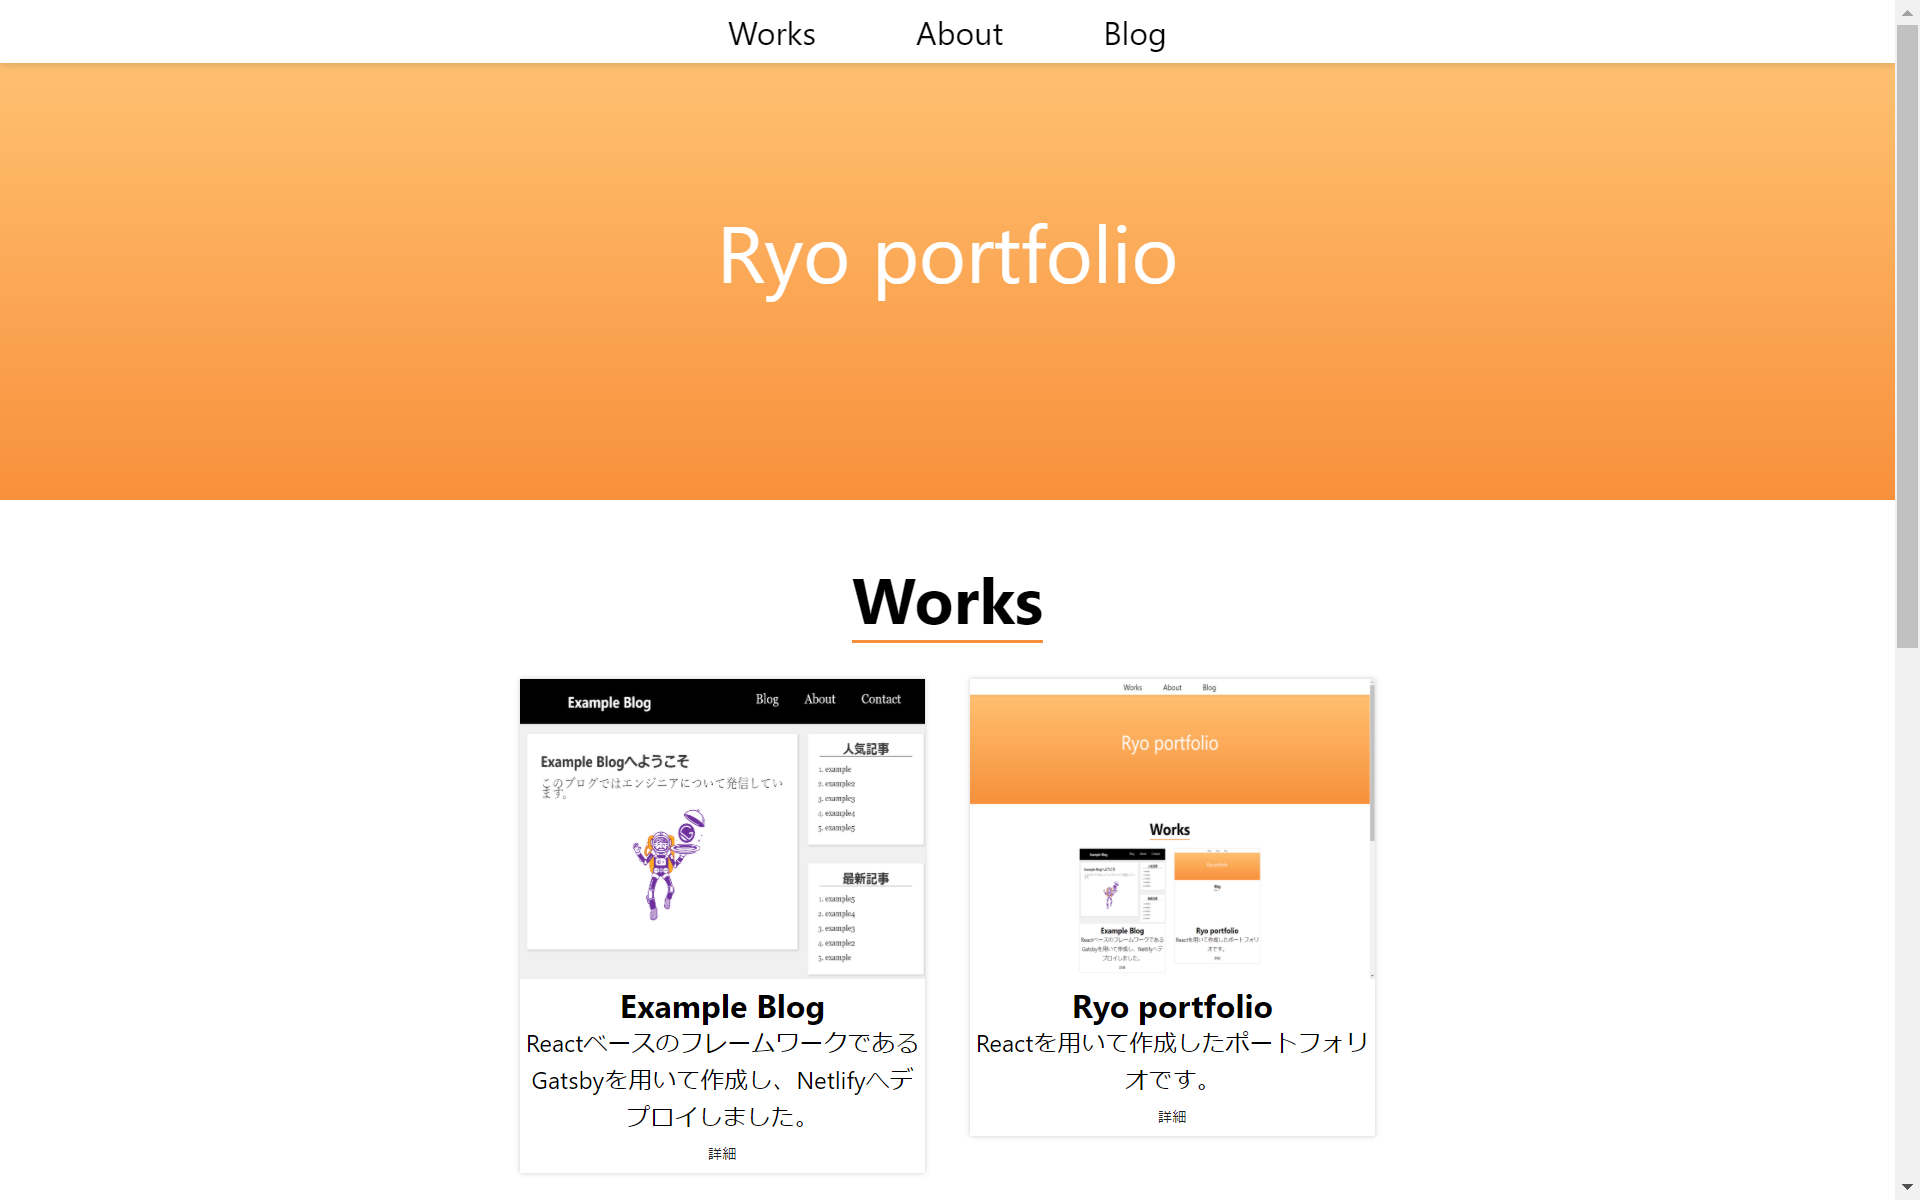 Works
About
Blog
Ryo portfolio
Works
Example Blog
Blog
About
Contact
Example Blogへようこそ
このブログではエンジニアについて発信してい
ます。
人気記事
1. example
2. example2
3. example3
4. example4
5. example5
最新記事
1. example5
2. example4
3. example3
4. example2
5. example
Example Blog
Reactベースのフレームワークである
Gatsbyを用いて作成し、Netlifyへデ
プロイしました。
詳細
Works
About
Blog
Ryo portfolio
Works
Example Blog
Reactベースのフレームワークである
Gatsbyを用いて作成し、Netlifyへデ
プロイしました。
Ryo portfolio
Reactを用いて作成したポートフォリ
オです。
Ryo portfolio
Reactを用いて作成したポートフォリ
オです。
詳細